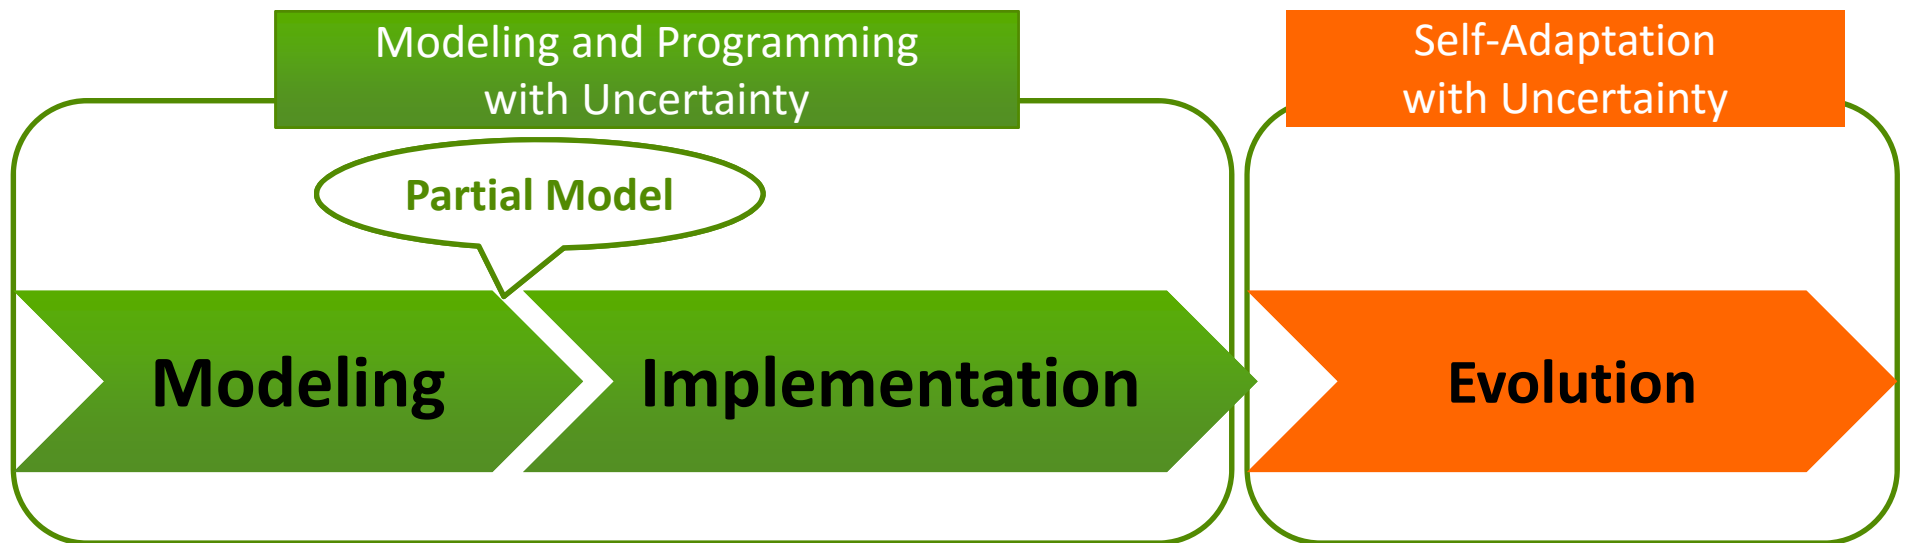 Modeling and Programming
with Uncertainty
Self-Adaptation
with Uncertainty
Partial Model
Modeling
Implementation
Evolution